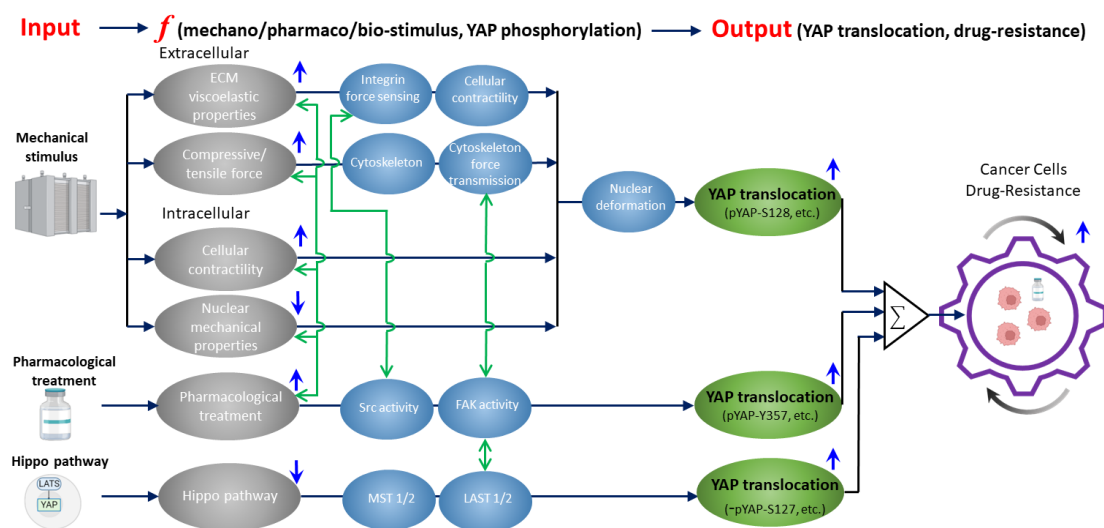 Input f (mechano/pharmaco/bio-stimulus, YAP phosphorylation) Output (YAP translocation, drug-resistance)
Extracellular
ECM
viscoelastic
properties
Integrin
force sensing
Cellular
contractility
Mechanical
stimulus
Compressive/
tensile force
Cytoskeleton
Cytoskeleton
force
transmission
Nuclear
deformation
YAP translocation
(pYAP-S128, etc.)
Cancer Cells
Drug-Resistance
Intracellular
Cellular
contractility
Nuclear
mechanical
properties
∑
Pharmacological
treatment
Pharmacological
treatment
Src activity
FAK activity
YAP translocation
(pYAP-Y357, etc.)
Hippo pathway
LATS
YAP
Hippo pathway
MST 1/2
LAST 1/2
YAP translocation
(¬pYAP-S127, etc.)